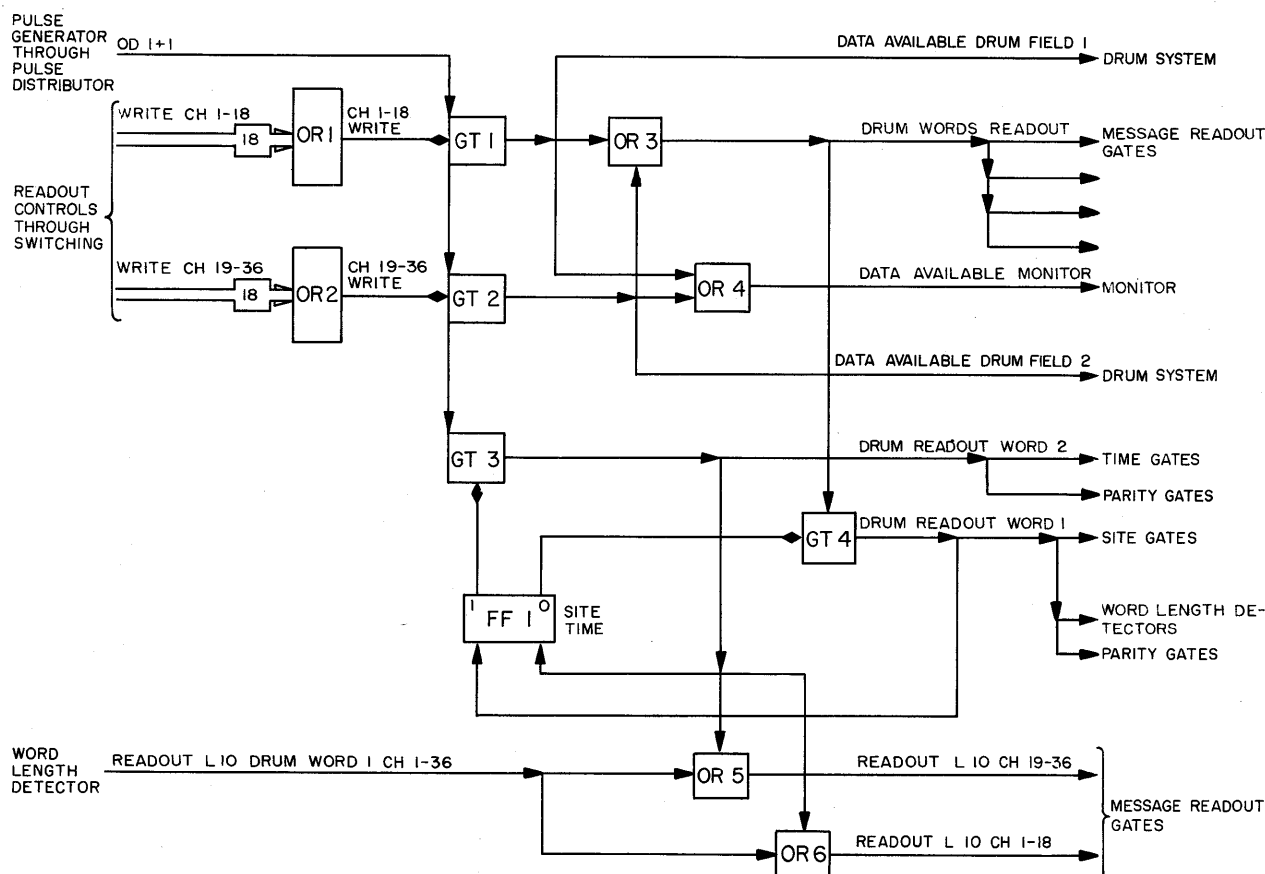 PULSE
GENERATOR
THROUGH
PULSE
DISTRIBUTOR
OD 1+1
DATA AVAILABLE DRUM FIELD 1
DRUM SYSTEM
WRITE CH 1-18
18
OR 1
CH 1-18
WRITE
GT 1
OR 3
DRUM WORDS READOUT
MESSAGE READOUT
GATES
READOUT
CONTROLS
THROUGH
SWITCHING
WRITE CH 19-36
18
OR 2
CH 19-36
WRITE
GT 2
OR 4
DATA AVAILABLE MONITOR
MONITOR
DATA AVAILABLE DRUM FIELD 2
DRUM SYSTEM
GT 3
DRUM READOUT WORD 2
TIME GATES
PARITY GATES
GT 4
DRUM READOUT WORD 1
SITE GATES
1 FF 1 0
SITE
TIME
WORD LENGTH DE-
TECTORS
PARITY GATES
WORD
LENGTH
DETECTOR
READOUT L 10 DRUM WORD 1 CH 1-36
OR 5
READOUT L 10 CH 19-36
MESSAGE READOUT
GATES
OR 6
READOUT L 10 CH 1-18